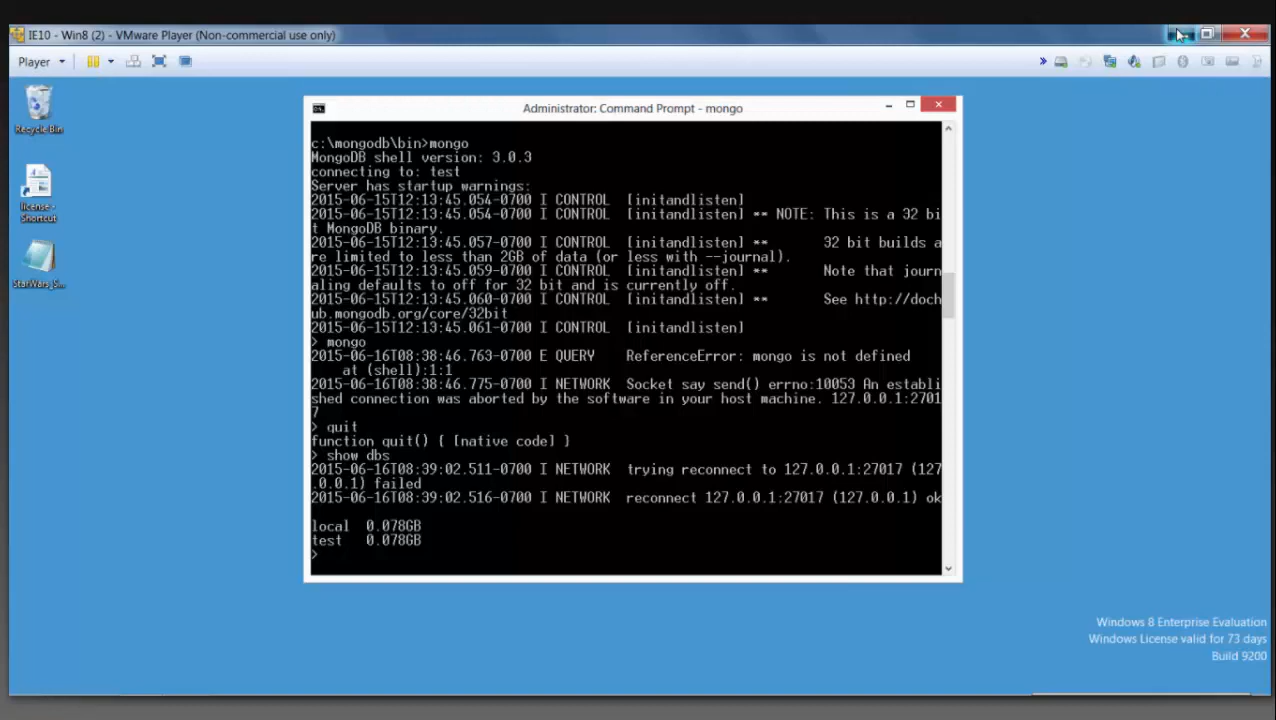 IE10 - Win8 (2) - VMware Player (Non-commercial use only)
Player
Recycle Bin
license -
Shortcut
StarWars_S...
Administrator: Command Prompt - mongo
c:\mongodb\bin>mongo
MongoDB shell version: 3.0.3
connecting to: test
Server has startup warnings:
2015-06-15T12:13:45.054-0700 I CONTROL  [initandlisten]
2015-06-15T12:13:45.054-0700 I CONTROL  [initandlisten] ** NOTE: This is a 32 bi
t MongoDB binary.
2015-06-15T12:13:45.057-0700 I CONTROL  [initandlisten] **       32 bit builds a
re limited to less than 2GB of data (or less with --journal).
2015-06-15T12:13:45.059-0700 I CONTROL  [initandlisten] **       Note that journ
aling defaults to off for 32 bit and is currently off.
2015-06-15T12:13:45.060-0700 I CONTROL  [initandlisten] **       See http://doch
ub.mongodb.org/core/32bit
2015-06-15T12:13:45.061-0700 I CONTROL  [initandlisten]
> mongo
2015-06-16T08:38:46.763-0700 E QUERY    ReferenceError: mongo is not defined
    at (shell):1:1
2015-06-16T08:38:46.775-0700 I NETWORK  Socket say send() errno:10053 An establi
shed connection was aborted by the software in your host machine. 127.0.0.1:2701
7
> quit
function quit() { [native code] }
> show dbs
2015-06-16T08:39:02.511-0700 I NETWORK  trying reconnect to 127.0.0.1:27017 (127
.0.0.1) failed
2015-06-16T08:39:02.516-0700 I NETWORK  reconnect 127.0.0.1:27017 (127.0.0.1) ok
local  0.078GB
test   0.078GB
>
Windows 8 Enterprise Evaluation
Windows License valid for 73 days
Build 9200